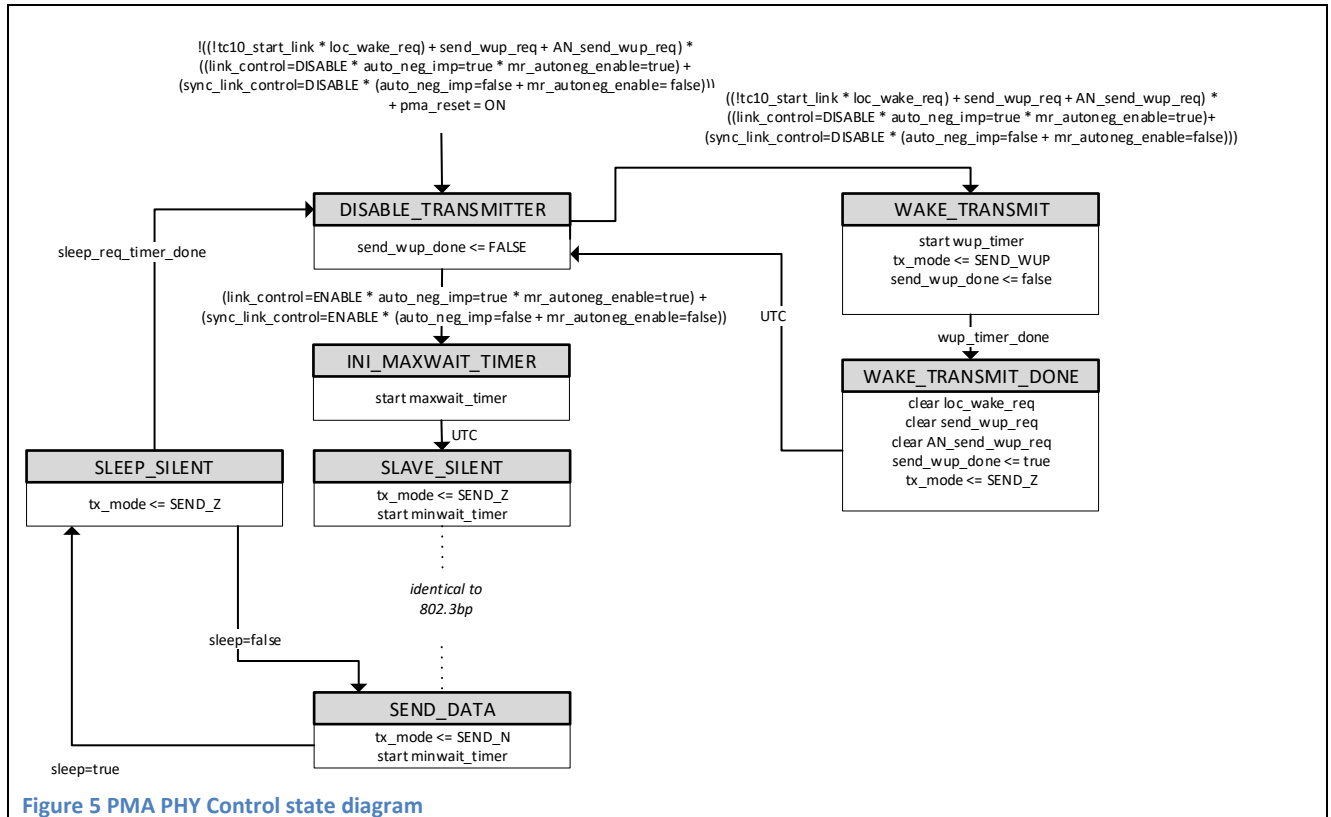 !((!tc10_start_link * loc_wake_req) + send_wup_req + AN_send_wup_req) *
((link_control=DISABLE * auto_neg_imp=true * mr_autoneg_enable=true) +
(sync_link_control=DISABLE * (auto_neg_imp=false + mr_autoneg_enable= false)))
+ pma_reset = ON
((!tc10_start_link * loc_wake_req) + send_wup_req + AN_send_wup_req) *
((link_control=DISABLE * auto_neg_imp=true * mr_autoneg_enable=true)+
(sync_link_control=DISABLE * (auto_neg_imp=false + mr_autoneg_enable=false)))
DISABLE_TRANSMITTER
send_wup_done <= FALSE
WAKE_TRANSMIT
start wup_timer
tx_mode <= SEND_WUP
send_wup_done <= false
sleep_req_timer_done
(link_control=ENABLE * auto_neg_imp=true * mr_autoneg_enable=true) +
(sync_link_control=ENABLE * (auto_neg_imp=false + mr_autoneg_enable=false))
UTC
wup_timer_done
INI_MAXWAIT_TIMER
start maxwait_timer
WAKE_TRANSMIT_DONE
clear loc_wake_req
clear send_wup_req
clear AN_send_wup_req
send_wup_done <= true
tx_mode <= SEND_Z
UTC
SLEEP_SILENT
tx_mode <= SEND_Z
SLAVE_SILENT
tx_mode <= SEND_Z
start minwait_timer
identical to
802.3bp
sleep=false
SEND_DATA
tx_mode <= SEND_N
start minwait_timer
sleep=true
Figure 5 PMA PHY Control state diagram